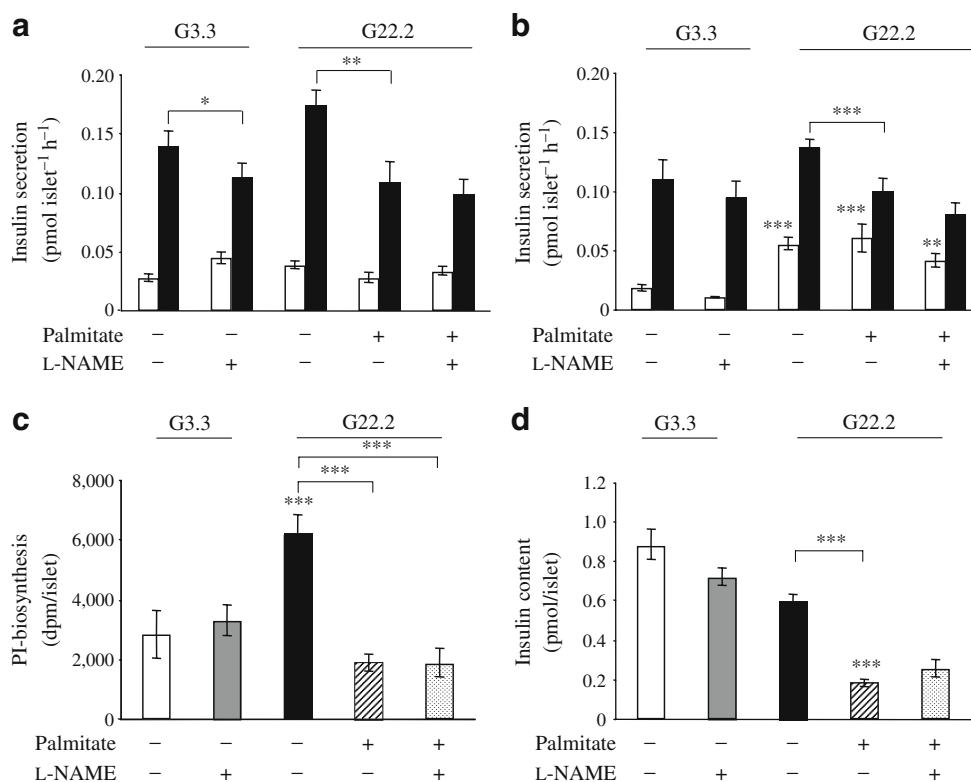 a
G3.3 G22.2
Insulin secretion
(pmol islet⁻¹ h⁻¹)
0.20
0.15
0.10
0.05
0
*
**
Palmitate – – – + +
L-NAME – + – – +
b
G3.3 G22.2
Insulin secretion
(pmol islet⁻¹ h⁻¹)
0.20
0.15
0.10
0.05
0
***
***
***
**
Palmitate – – – + +
L-NAME – + – – +
c
G3.3 G22.2
PI-biosynthesis
(dpm/islet)
8,000
6,000
4,000
2,000
0
***
***
***
Palmitate – – – + +
L-NAME – + – – +
d
G3.3 G22.2
Insulin content
(pmol/islet)
1.2
1.0
0.8
0.6
0.4
0.2
0
***
***
Palmitate – – – + +
L-NAME – + – – +